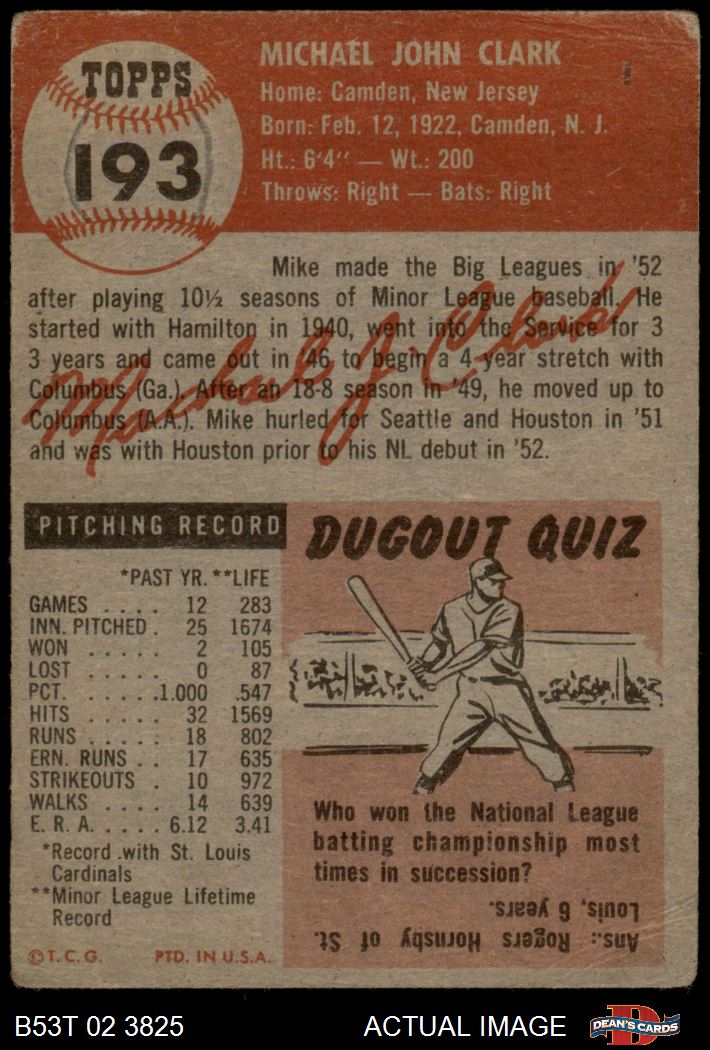 TOPPS
193
MICHAEL JOHN CLARK
Home: Camden, New Jersey
Born: Feb. 12, 1922, Camden, N. J.
Ht.: 6'4" — Wt.: 200
Throws: Right — Bats: Right
Mike made the Big Leagues in '52
after playing 10½ seasons of Minor League baseball. He
started with Hamilton in 1940, went into the Service for 3
3 years and came out in '46 to begin a 4-year stretch with
Columbus (Ga.). After an 18-8 season in '49, he moved up to
Columbus (A.A.). Mike hurled for Seattle and Houston in '51
and was with Houston prior to his NL debut in '52.
Michael J. Clark
PITCHING RECORD
*PAST YR. **LIFE
GAMES . . . . 12 283
INN. PITCHED . 25 1674
WON . . . . . 2 105
LOST . . . . . 0 87
PCT. . . . . . .1.000 .547
HITS . . . . . 32 1569
RUNS . . . . . 18 802
ERN. RUNS . . 17 635
STRIKEOUTS . 10 972
WALKS . . . . 14 639
E. R. A. . . . . 6.12 3.41
*Record with St. Louis
Cardinals
**Minor League Lifetime
Record
© T. C. G. PTD. IN U.S.A.
DUGOUT QUIZ
Who won the National League
batting championship most
times in succession?
Ans.: Rogers Hornsby of St.
Louis, 6 years.
B53T 02 3825 ACTUAL IMAGE
D
DEAN'S CARDS